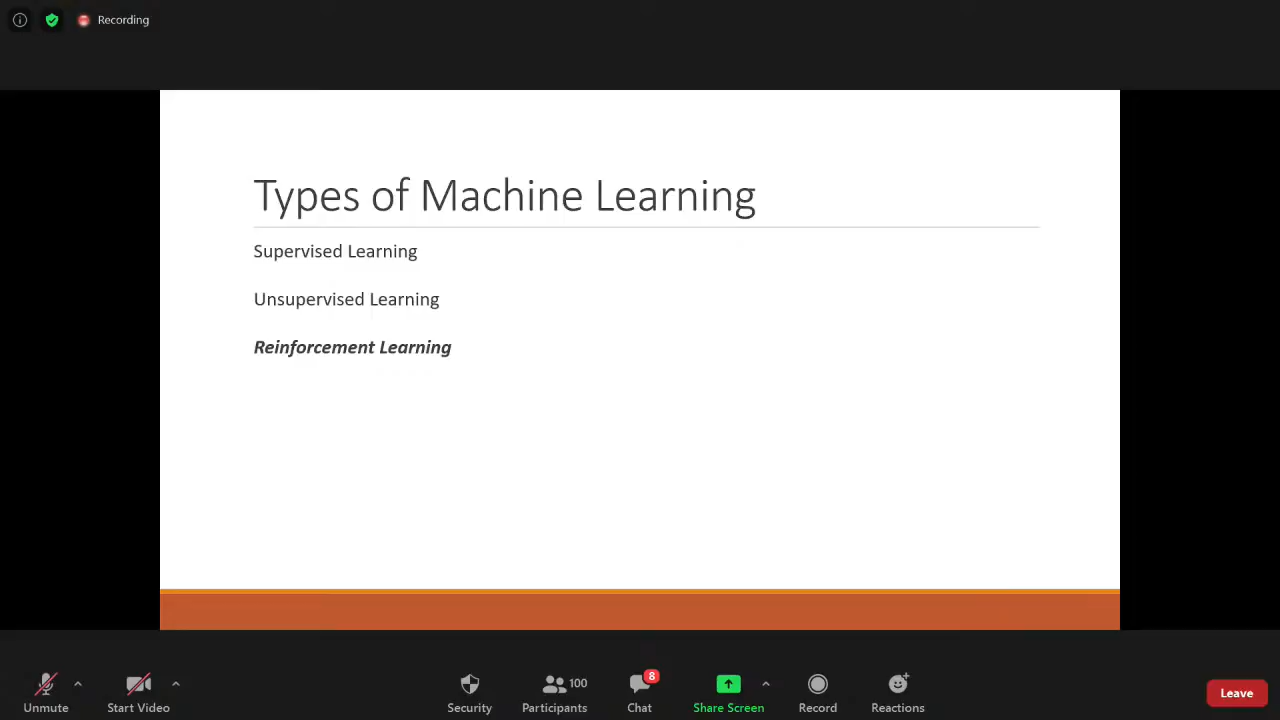 Recording
Types of Machine Learning
Supervised Learning
Unsupervised Learning
Reinforcement Learning
Unmute
Start Video
Security
100
Participants
8
Chat
Share Screen
Record
Reactions
Leave